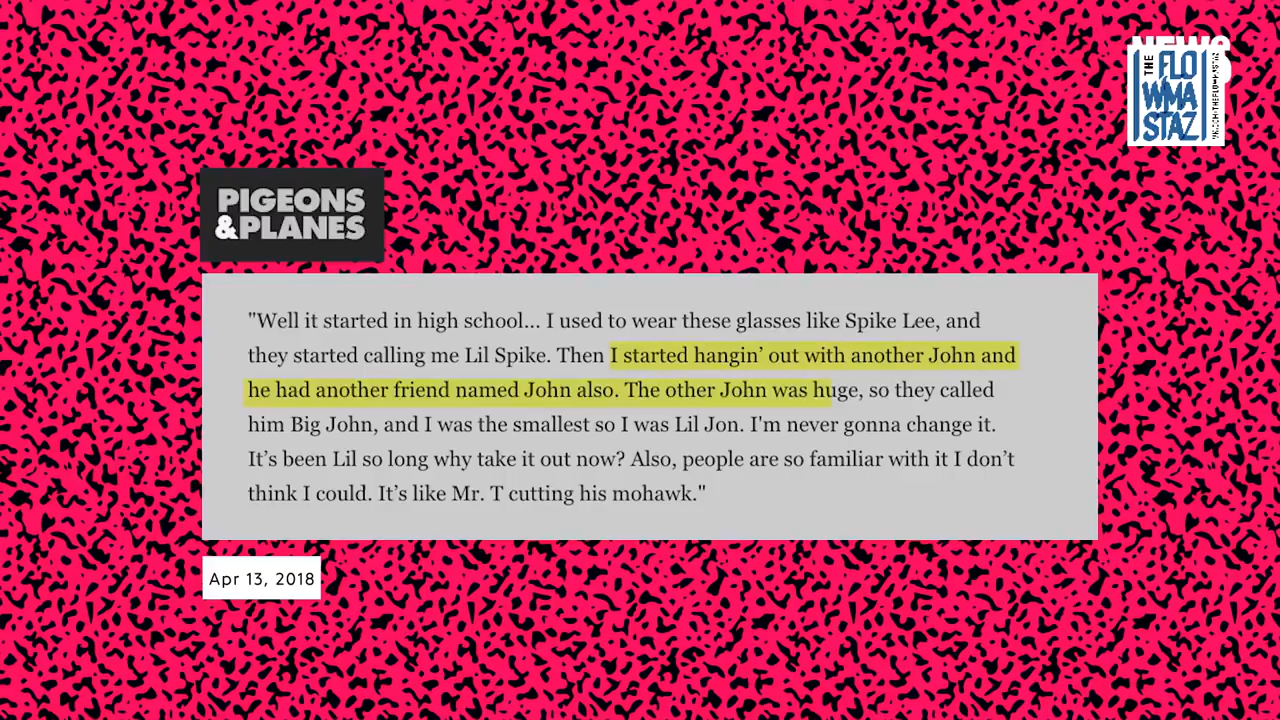 NEWS
THE
FLO
WMA
STAZ
PIGEONS
&PLANES
"Well it started in high school... I used to wear these glasses like Spike Lee, and
they started calling me Lil Spike. Then I started hangin’ out with another John and
he had another friend named John also. The other John was huge, so they called
him Big John, and I was the smallest so I was Lil Jon. I'm never gonna change it.
It’s been Lil so long why take it out now? Also, people are so familiar with it I don’t
think I could. It’s like Mr. T cutting his mohawk."
Apr 13, 2018